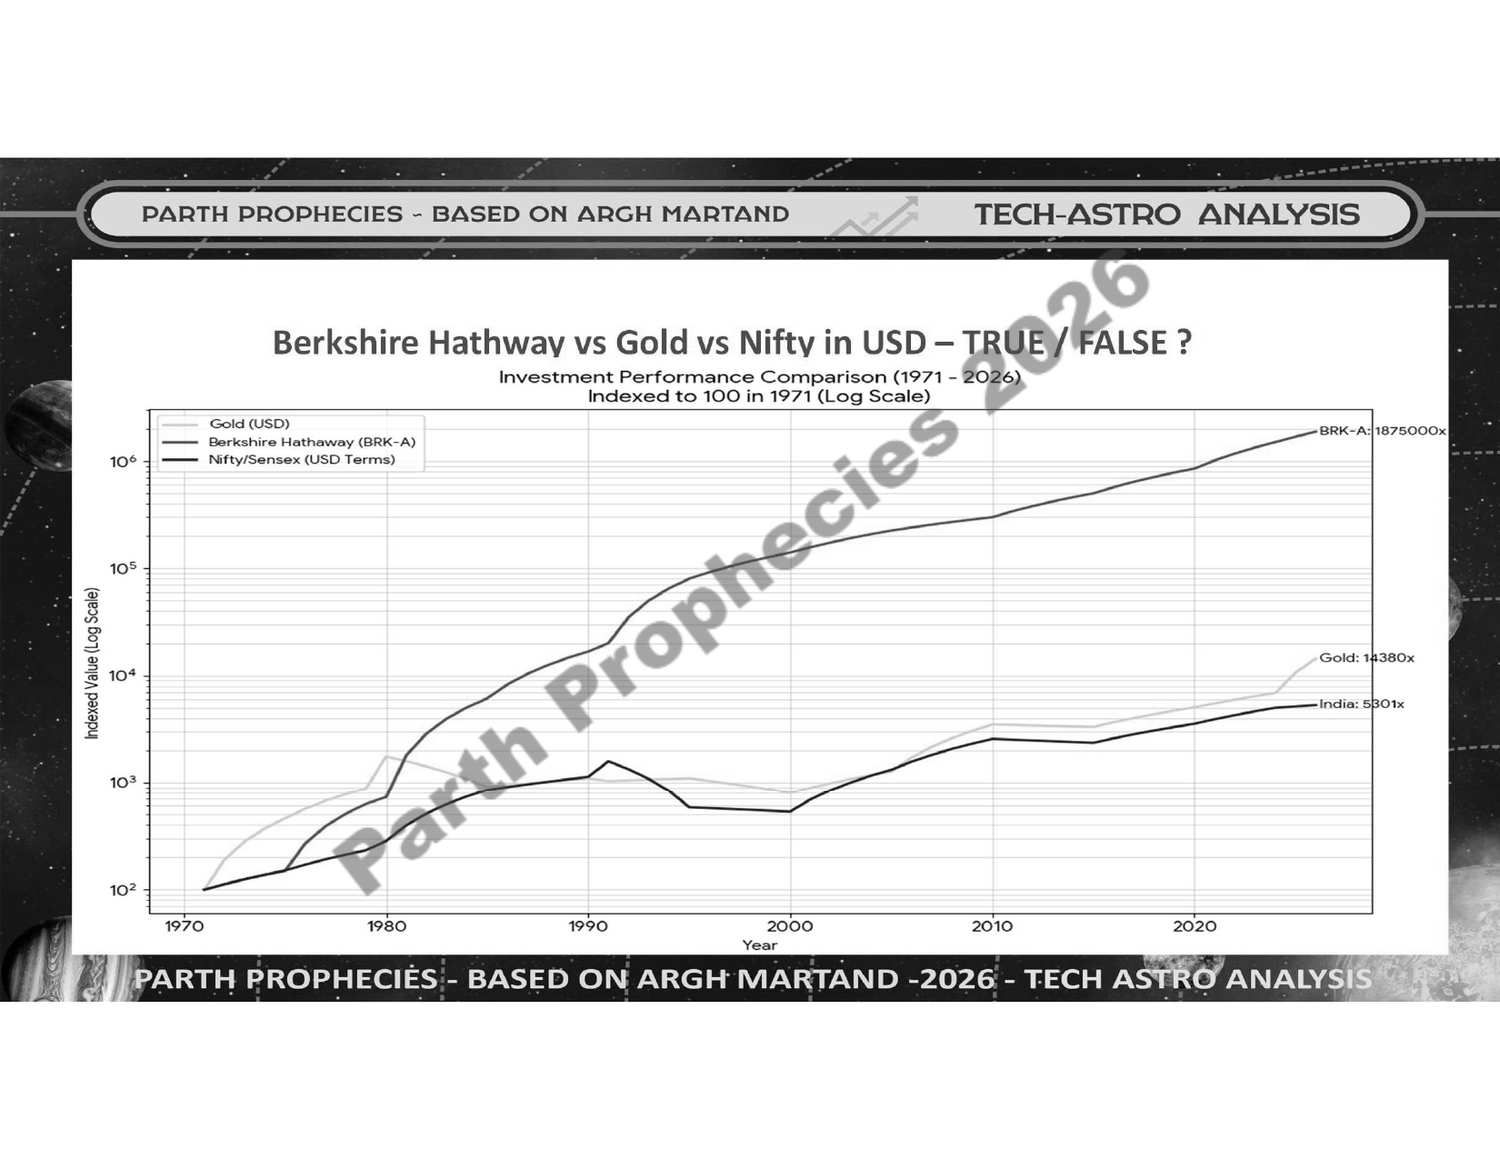 PARTH PROPHECIES ~ BASED ON ARGH MARTAND
TECH-ASTRO ANALYSIS
Berkshire Hathway vs Gold vs Nifty in USD – TRUE / FALSE ?
Investment Performance Comparison (1971 - 2026)
Indexed to 100 in 1971 (Log Scale)
Gold (USD)
Berkshire Hathaway (BRK-A)
Nifty/Sensex (USD Terms)
Indexed Value (Log Scale)
10⁶
10⁵
10⁴
10³
10²
BRK-A: 1875000x
Gold: 14380x
India: 5301x
1970 1980 1990 2000 2010 2020
Year
Parth Prophecies 2026
PARTH PROPHECIES - BASED ON ARGH MARTAND -2026 - TECH ASTRO ANALYSIS